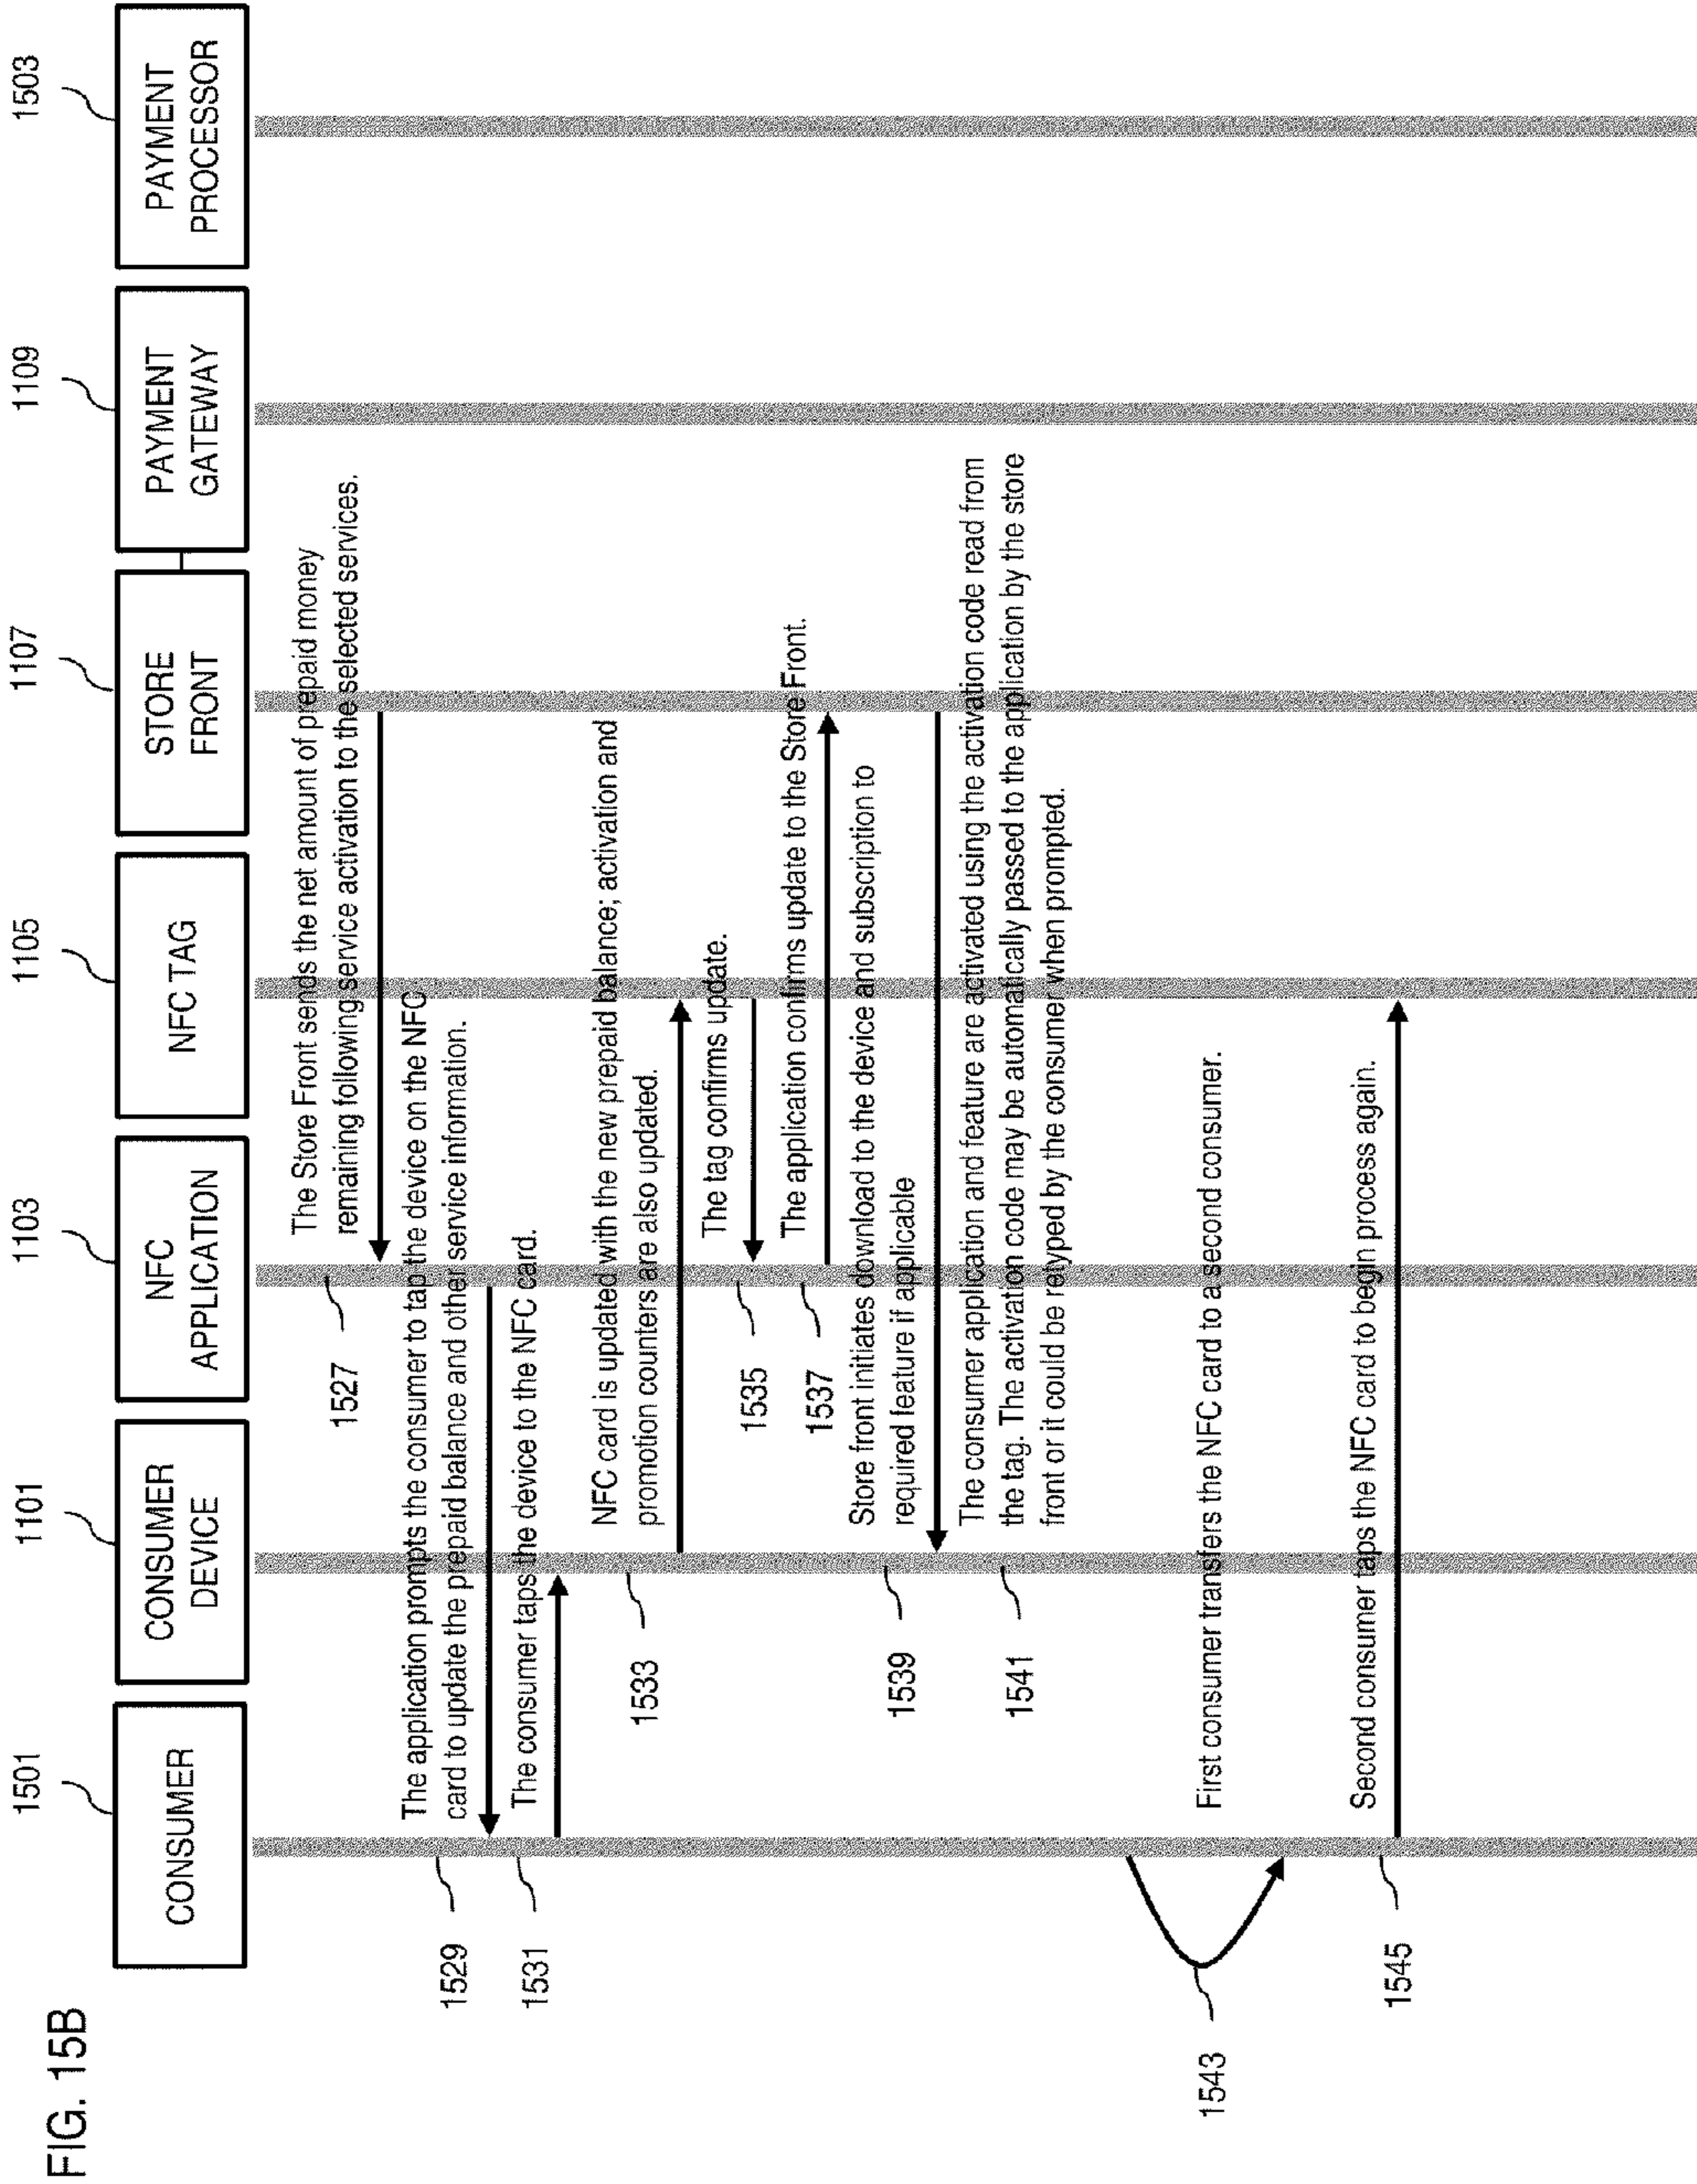 FIG. 15B
1501
1101
1103
1105
1107
1109
1503
CONSUMER
CONSUMER
DEVICE
NFC
APPLICATION
NFC TAG
STORE
FRONT
PAYMENT
GATEWAY
PAYMENT
PROCESSOR
1527
The Store Front sends the net amount of prepaid money
remaining following service activation to the selected services.
1529
The application prompts the consumer to tap the device on the NFC
card to update the prepaid balance and other service information.
1531
The consumer taps the device to the NFC card.
1533
NFC card is updated with the new prepaid balance; activation and
promotion counters are also updated.
1535
The tag confirms update.
1537
The application confirms update to the Store Front.
1539
Store front initiates download to the device and subscription to
required feature if applicable
1541
The consumer application and feature are activated using the activation code read from
the tag. The activation code may be automatically passed to the application by the store
front or it could be retyped by the consumer when prompted.
1543
First consumer transfers the NFC card to a second consumer.
1545
Second consumer taps the NFC card to begin process again.